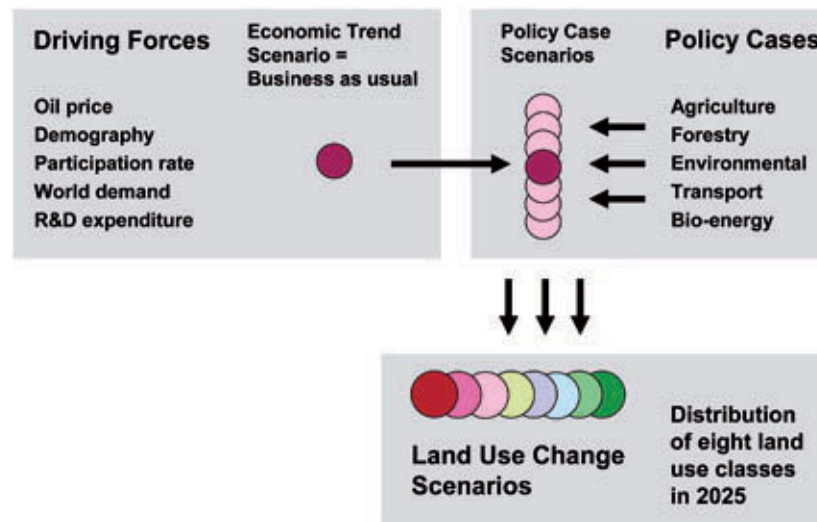 Driving Forces
Economic Trend
Scenario =
Business as usual
Oil price
Demography
Participation rate
World demand
R&D expenditure
Policy Case
Scenarios
Policy Cases
Agriculture
Forestry
Environmental
Transport
Bio-energy
Land Use Change
Scenarios
Distribution
of eight land
use classes
in 2025